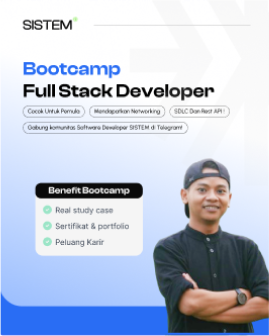 SISTEM
Bootcamp
Full Stack Developer
Cocok Untuk Pemula
Mendapatkan Networking
SDLC Dan Rest API !
Gabung komunitas Software Developer SISTEM di Telegram!
Benefit Bootcamp
Real study case
Sertifikat & portfolio
Peluang Karir